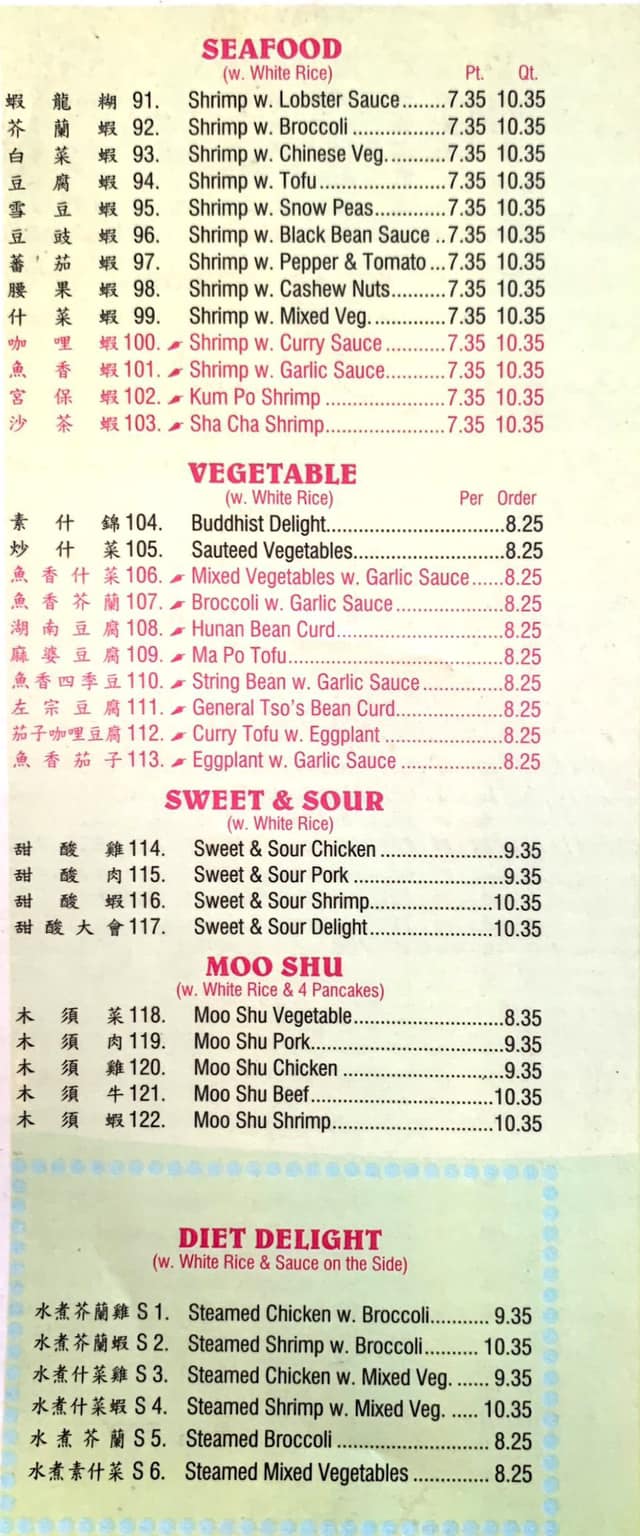 SEAFOOD
(w. White Rice) Pt. Qt.
蝦龍糊 91. Shrimp w. Lobster Sauce........7.35 10.35
芥蘭蝦 92. Shrimp w. Broccoli ................7.35 10.35
白菜蝦 93. Shrimp w. Chinese Veg...........7.35 10.35
豆腐蝦 94. Shrimp w. Tofu......................7.35 10.35
雪豆蝦 95. Shrimp w. Snow Peas............7.35 10.35
豆豉蝦 96. Shrimp w. Black Bean Sauce ..7.35 10.35
蕃茄蝦 97. Shrimp w. Pepper & Tomato ...7.35 10.35
腰果蝦 98. Shrimp w. Cashew Nuts..........7.35 10.35
什菜蝦 99. Shrimp w. Mixed Veg. ............7.35 10.35
咖哩蝦 100. Shrimp w. Curry Sauce ..........7.35 10.35
魚香蝦 101. Shrimp w. Garlic Sauce..........7.35 10.35
宮保蝦 102. Kum Po Shrimp ....................7.35 10.35
沙茶蝦 103. Sha Cha Shrimp.....................7.35 10.35
VEGETABLE
(w. White Rice) Per Order
素什錦 104. Buddhist Delight...............................8.25
炒什菜 105. Sauteed Vegetables..........................8.25
魚香什菜 106. Mixed Vegetables w. Garlic Sauce......8.25
魚香芥蘭 107. Broccoli w. Garlic Sauce ...................8.25
湖南豆腐 108. Hunan Bean Curd.............................8.25
麻婆豆腐 109. Ma Po Tofu.....................................8.25
魚香四季豆 110. String Bean w. Garlic Sauce..............8.25
左宗豆腐 111. General Tso's Bean Curd...................8.25
茄子咖哩豆腐 112. Curry Tofu w. Eggplant ....................8.25
魚香茄子 113. Eggplant w. Garlic Sauce ..................8.25
SWEET & SOUR
(w. White Rice)
甜酸雞 114. Sweet & Sour Chicken .....................9.35
甜酸肉 115. Sweet & Sour Pork .........................9.35
甜酸蝦 116. Sweet & Sour Shrimp.....................10.35
甜酸大會 117. Sweet & Sour Delight.....................10.35
MOO SHU
(w. White Rice & 4 Pancakes)
木須菜 118. Moo Shu Vegetable..........................8.35
木須肉 119. Moo Shu Pork.................................9.35
木須雞 120. Moo Shu Chicken ...........................9.35
木須牛 121. Moo Shu Beef................................10.35
木須蝦 122. Moo Shu Shrimp............................10.35
DIET DELIGHT
(w. White Rice & Sauce on the Side)
水煮芥蘭雞 S 1. Steamed Chicken w. Broccoli........... 9.35
水煮芥蘭蝦 S 2. Steamed Shrimp w. Broccoli.......... 10.35
水煮什菜雞 S 3. Steamed Chicken w. Mixed Veg. ...... 9.35
水煮什菜蝦 S 4. Steamed Shrimp w. Mixed Veg. ..... 10.35
水煮芥蘭 S 5. Steamed Broccoli ............................ 8.25
水煮素什菜 S 6. Steamed Mixed Vegetables .............. 8.25